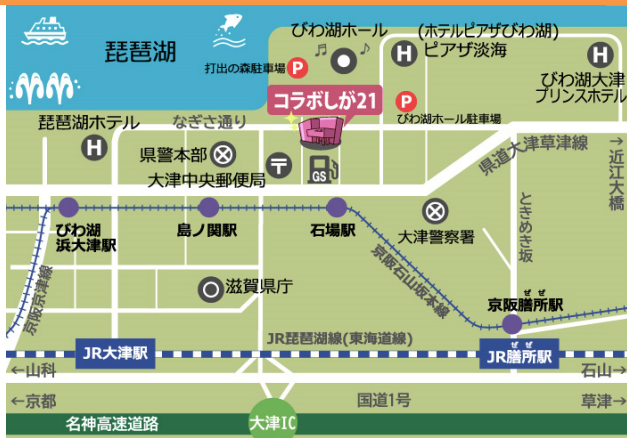 びわ湖ホール
(ホテルピアザびわ湖)
ピアザ淡海
H
琵琶湖
打出の森駐車場
P
H
びわ湖大津
プリンスホテル
コラボしが21
P
びわ湖ホール駐車場
琵琶湖ホテル
H
なぎさ通り
県警本部
大津中央郵便局
〒
GS
県道大津草津線
→近江大橋
びわ湖
浜大津駅
島ノ関駅
石場駅
大津警察署
ときめき坂
京阪京津線
滋賀県庁
京阪石山坂本線
ぜぜ
京阪膳所駅
JR大津駅
JR琵琶湖線(東海道線)
ぜぜ
JR膳所駅
←山科
石山→
←京都
国道1号
草津→
名神高速道路
大津IC